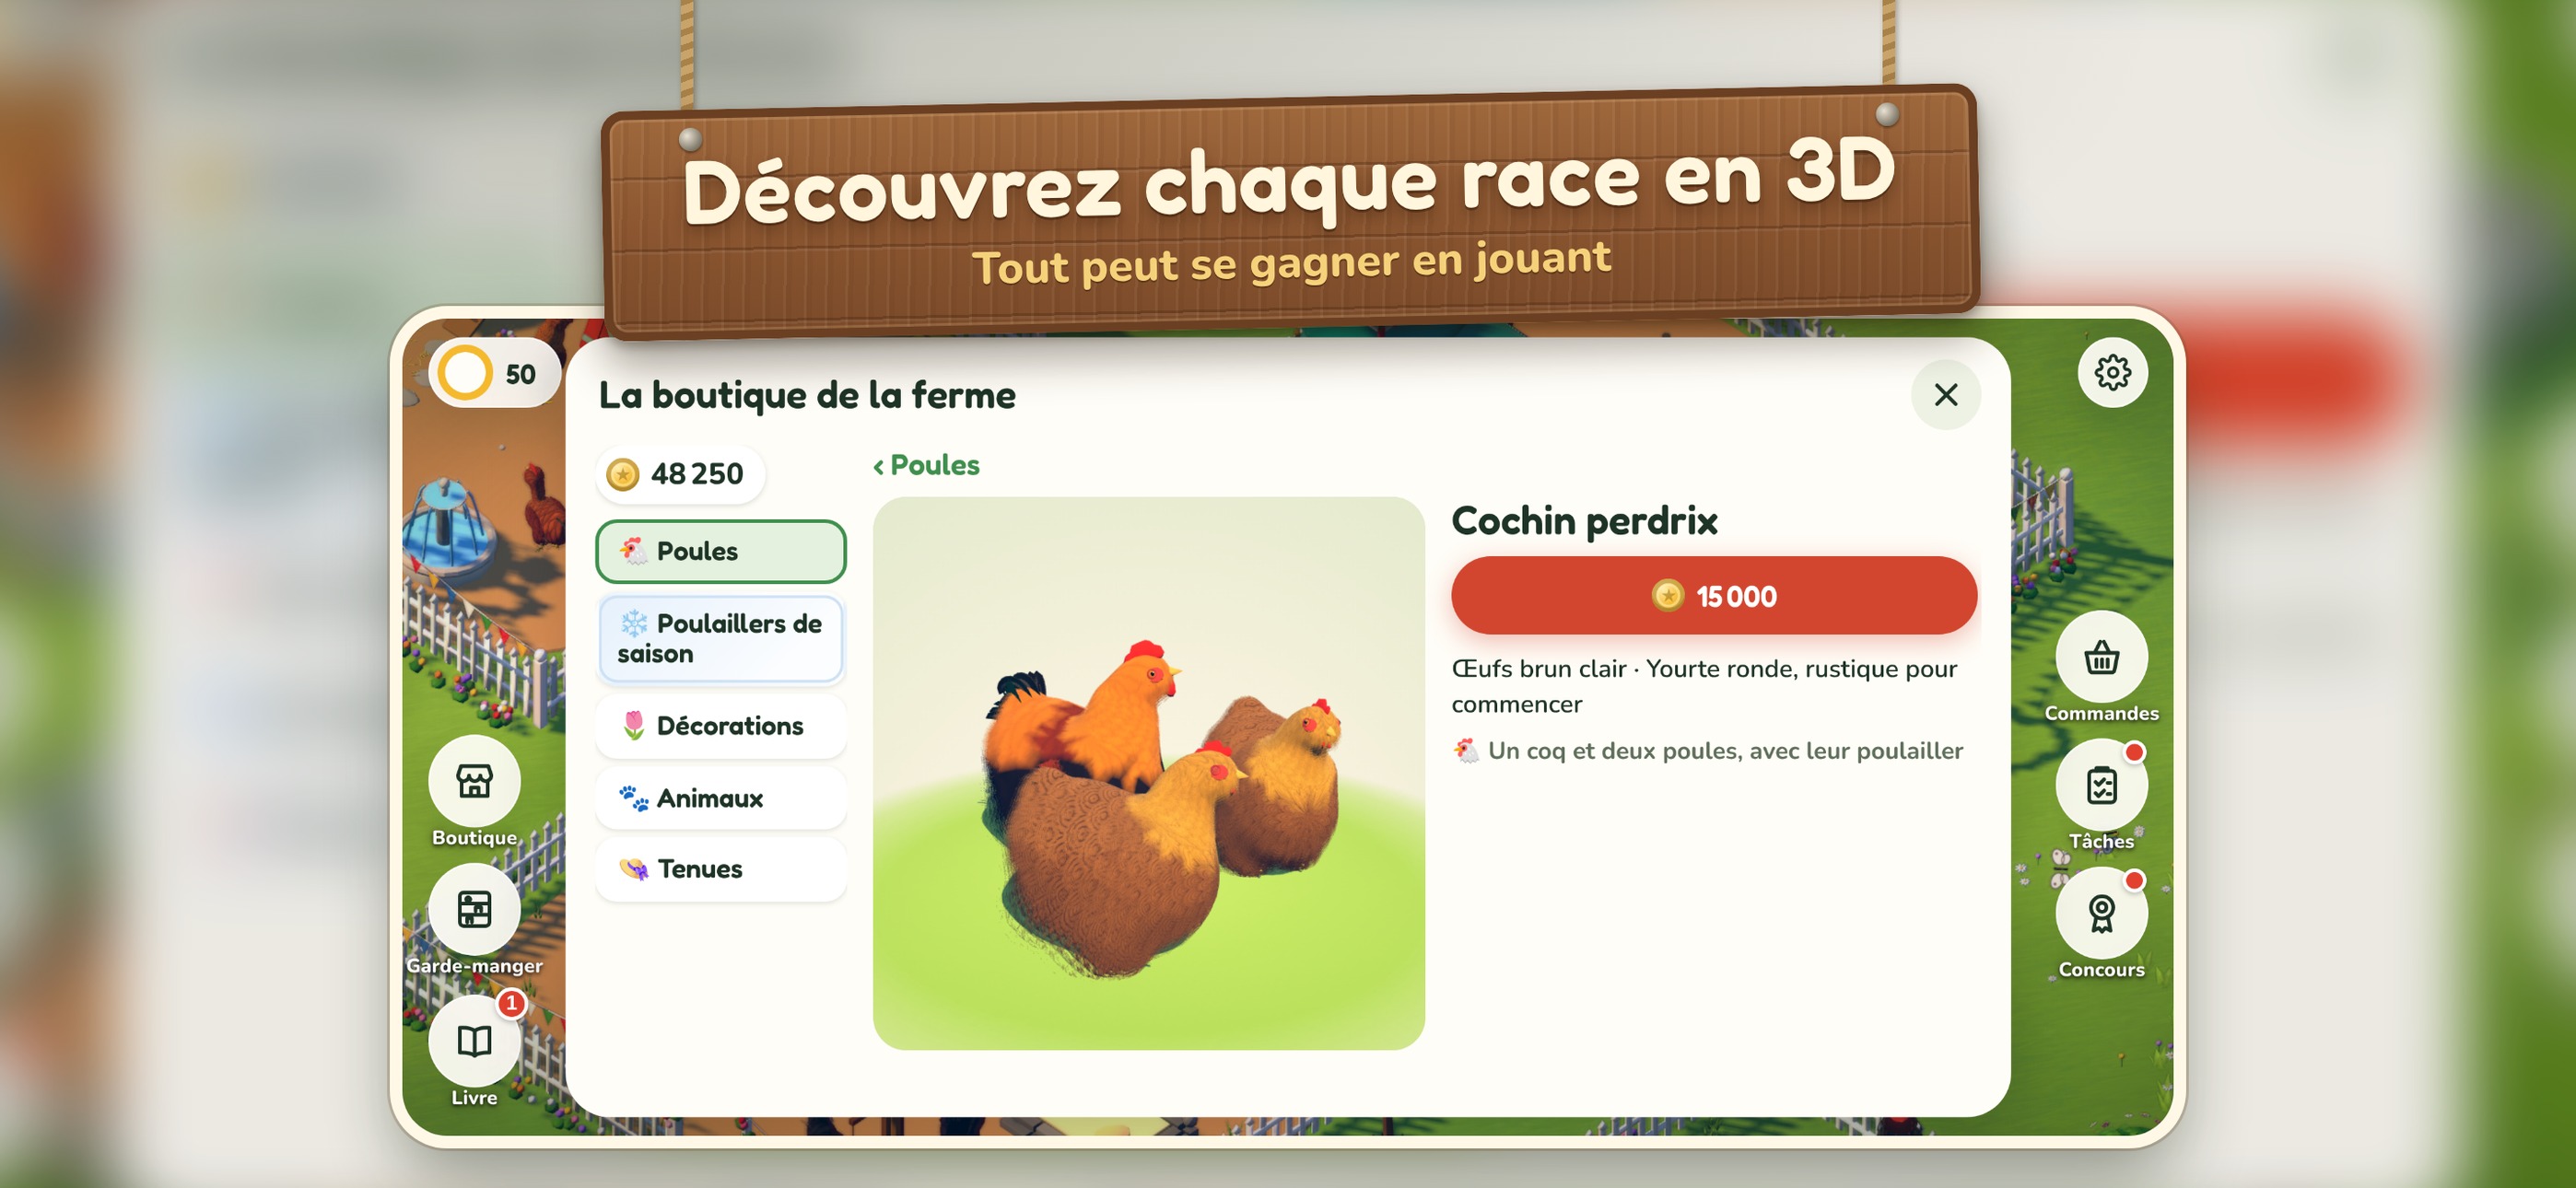 Découvrez chaque race en 3D
Tout peut se gagner en jouant
50
La boutique de la ferme
48 250
Poules
Poulaillers de
saison
Décorations
Animaux
Tenues
‹ Poules
Cochin perdrix
15 000
Œufs brun clair · Yourte ronde, rustique pour
commencer
Un coq et deux poules, avec leur poulailler
Boutique
Garde-manger
1
Livre
Commandes
Tâches
Concours